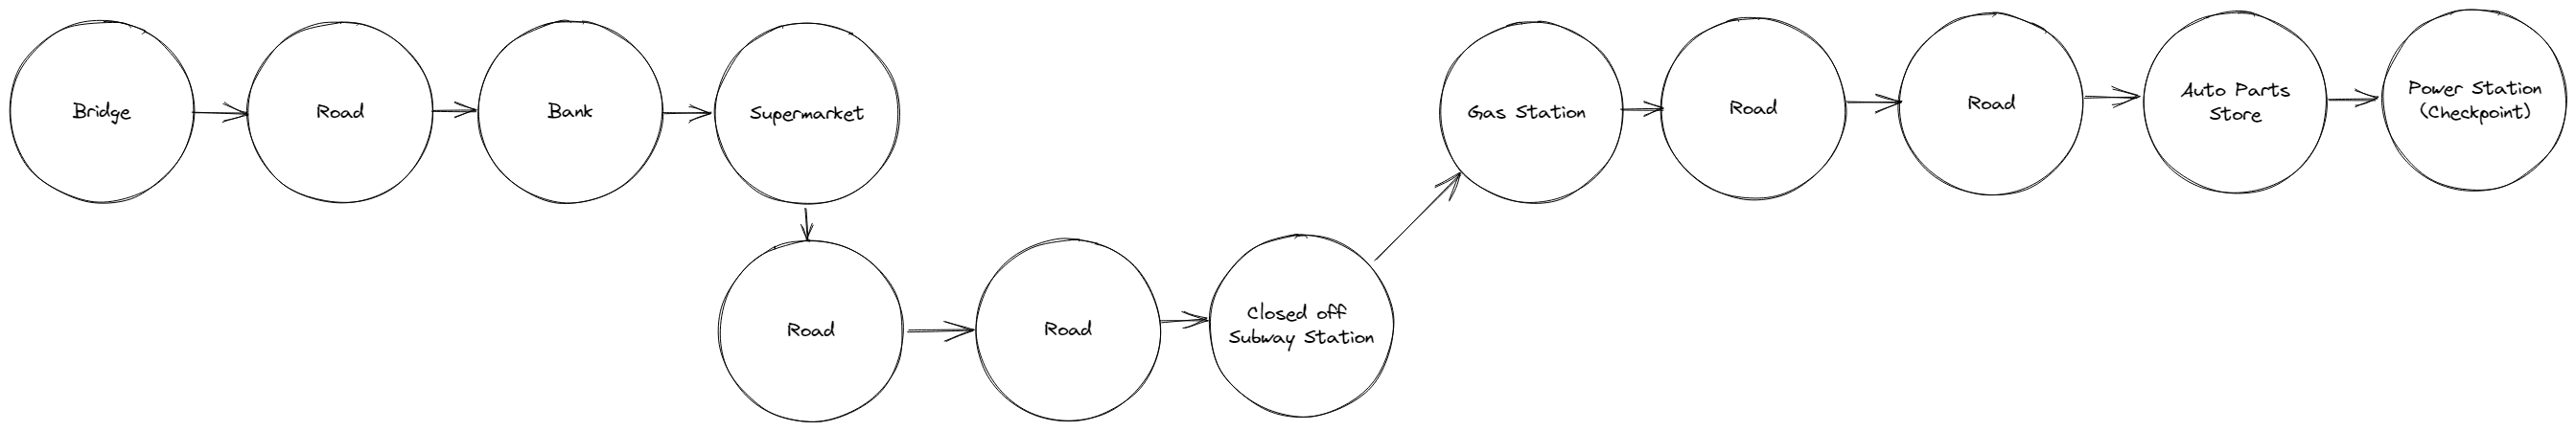 Bridge
Road
Bank
Supermarket
Road
Road
Closed off
Subway Station
Gas Station
Road
Road
Auto Parts
Store
Power Station
(Checkpoint)